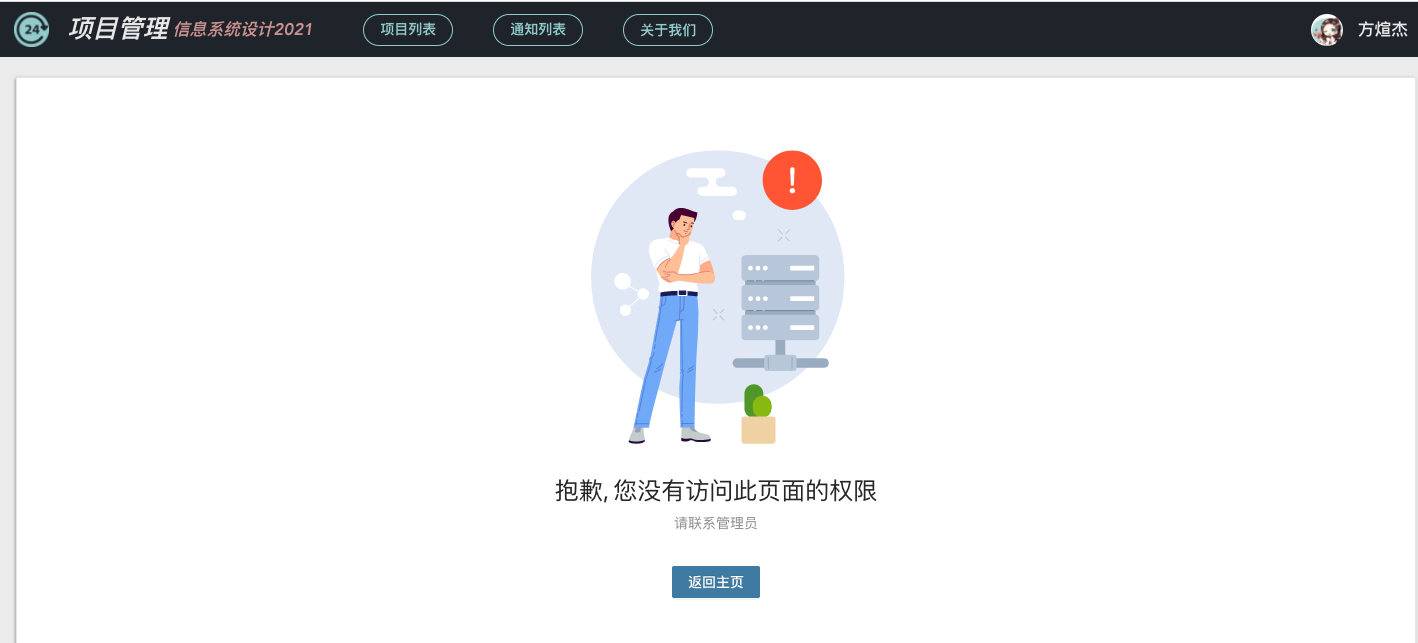 24 项目管理 信息系统设计2021 项目列表 通知列表 关于我们 方煊杰
!
抱歉, 您没有访问此页面的权限
请联系管理员
返回主页